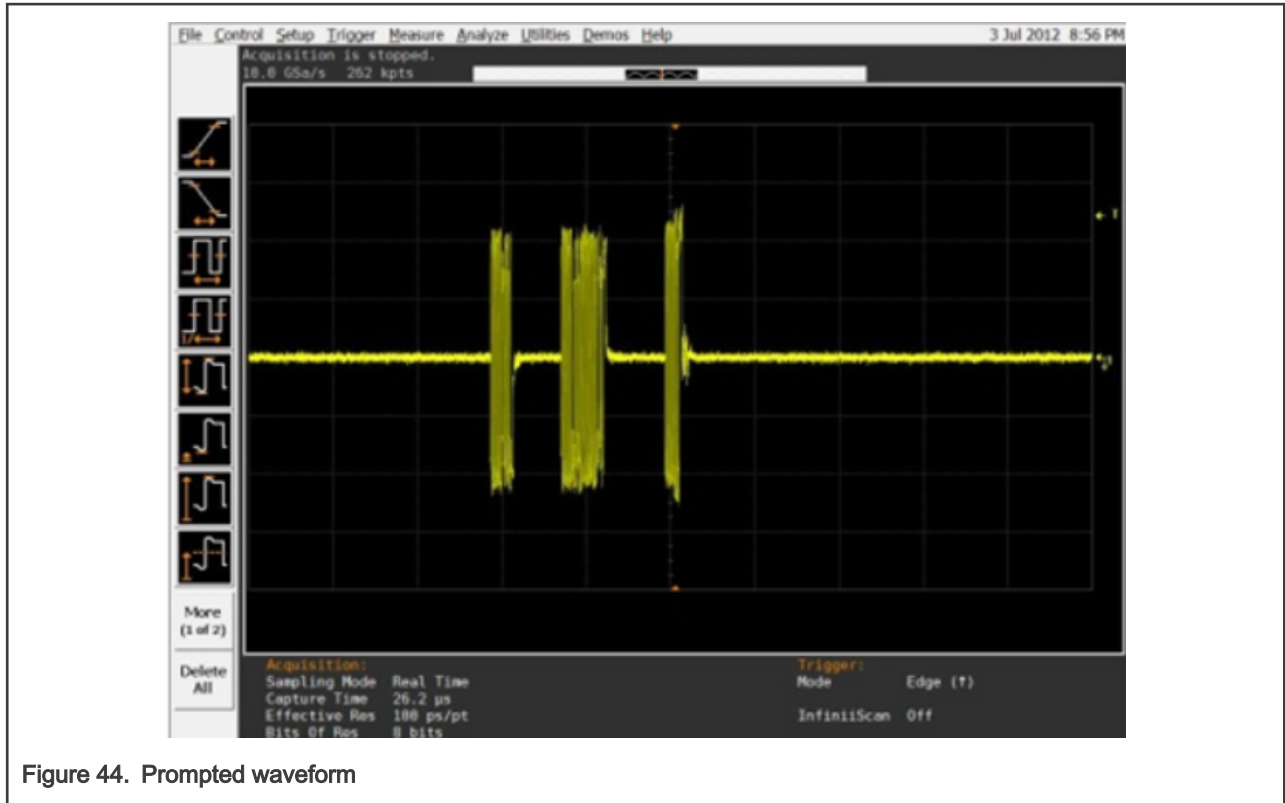 File Control Setup Trigger Measure Analyze Utilities Demos Help 3 Jul 2012 8:56 PM
Acquisition is stopped.
10.0 GSa/s 262 kpts
T
More
(1 of 2)
Delete
All
Acquisition:
Sampling Mode Real Time
Capture Time 26.2 µs
Effective Res 100 ps/pt
Bits Of Res 8 bits
Trigger:
Mode Edge (↑)
InfiniiScan Off
Figure 44. Prompted waveform